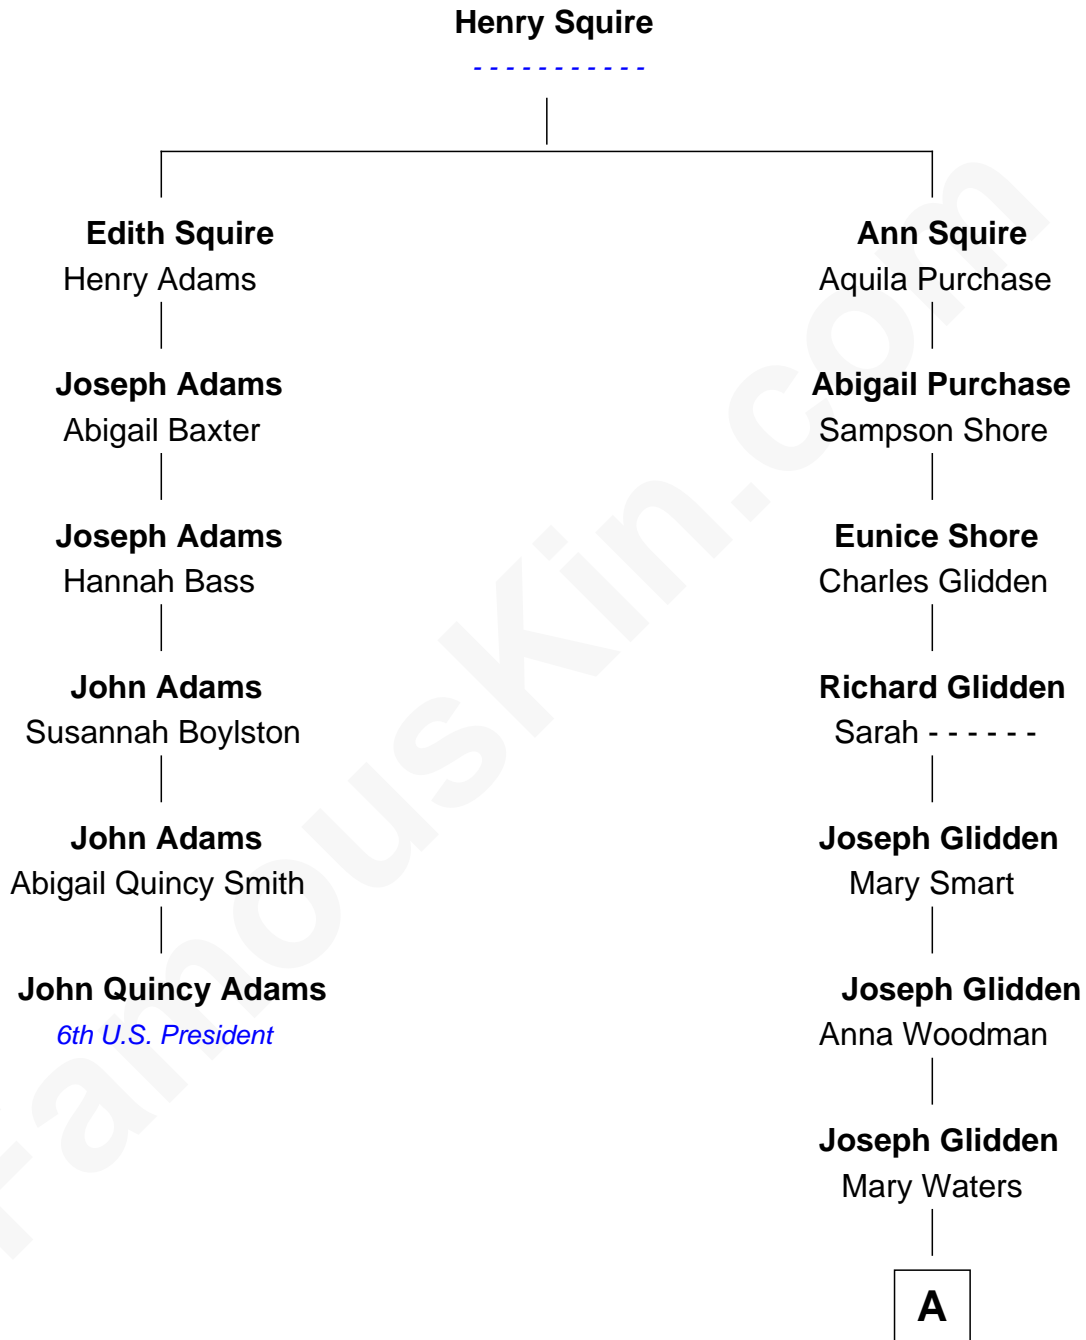 Henry Squire
- - - - - - - - - - -
Edith Squire
Henry Adams
Ann Squire
Aquila Purchase
Joseph Adams
Abigail Baxter
Abigail Purchase
Sampson Shore
Joseph Adams
Hannah Bass
Eunice Shore
Charles Glidden
John Adams
Susannah Boylston
Richard Glidden
Sarah - - - - - -
John Adams
Abigail Quincy Smith
Joseph Glidden
Mary Smart
John Quincy Adams
6th U.S. President
Joseph Glidden
Anna Woodman
Joseph Glidden
Mary Waters
A
FamousKin.com